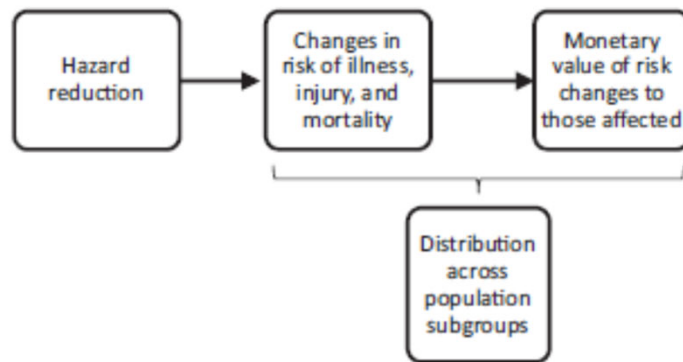 Hazard
reduction
Changes in
risk of illness,
injury, and
mortality
Monetary
value of risk
changes to
those affected
Distribution
across
population
subgroups